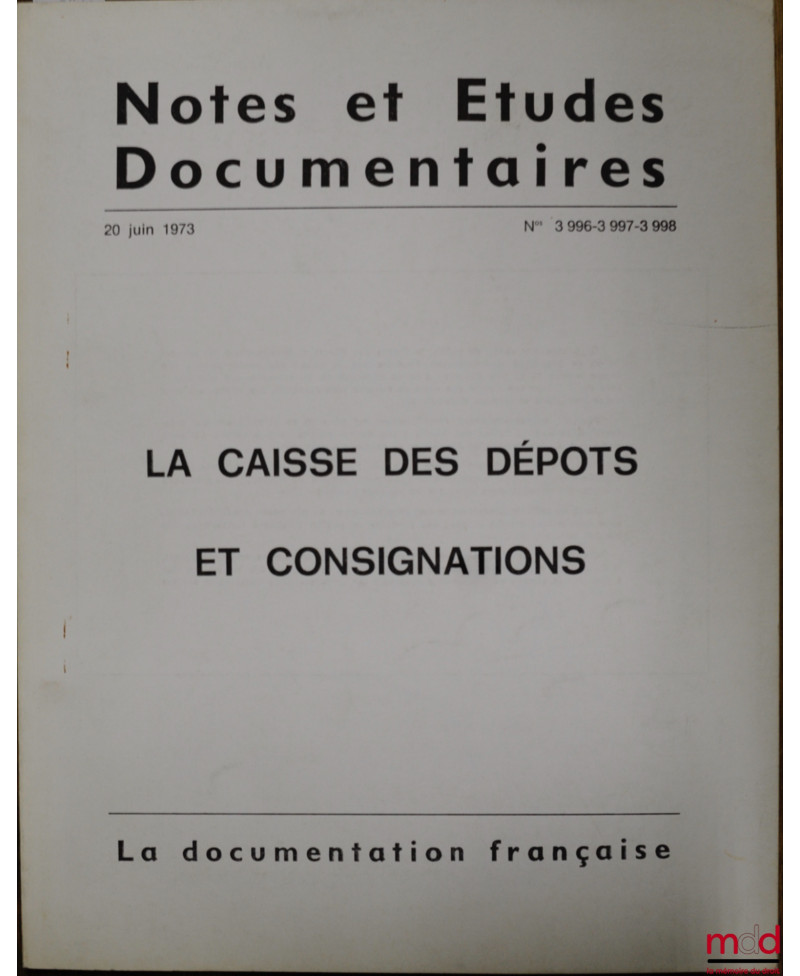 Notes et Etudes
Documentaires
20 juin 1973 Nos 3 996-3 997-3 998
LA CAISSE DES DÉPOTS
ET CONSIGNATIONS
La documentation française
mdd